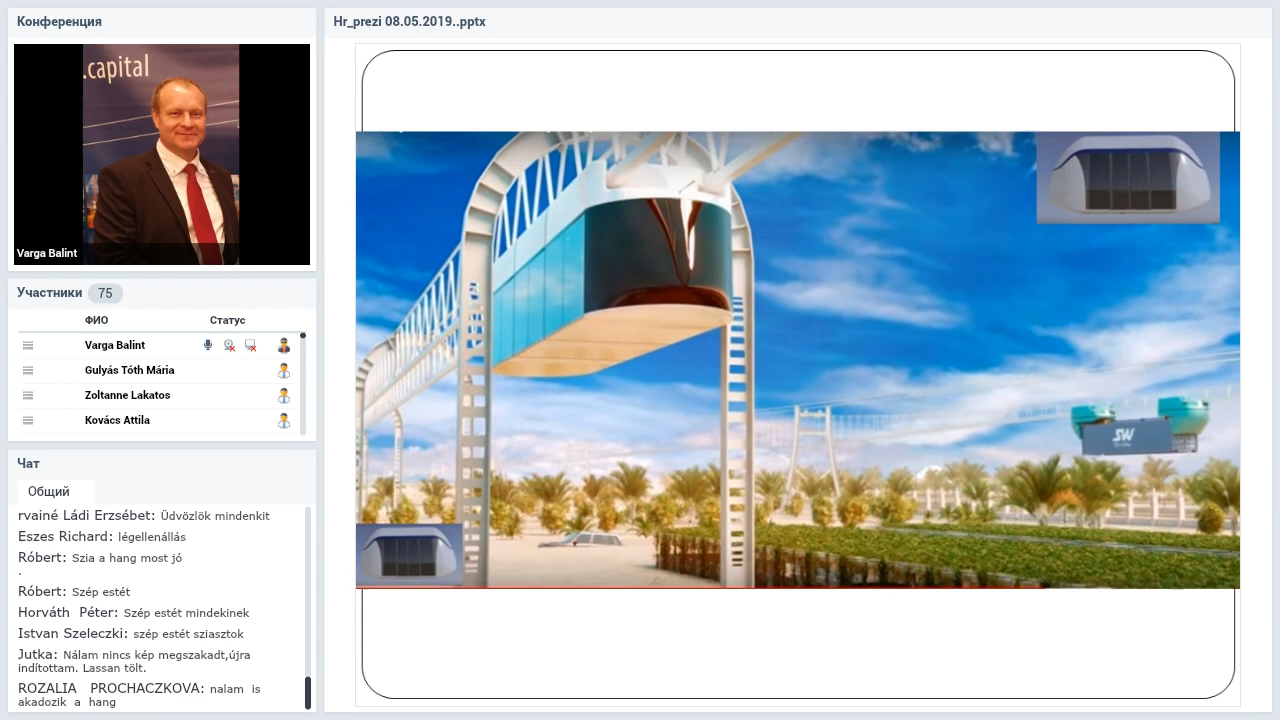 Конференция
.capital
Varga Balint
Участники 75
ФИО Статус
Varga Balint
Gulyás Tóth Mária
Zoltanne Lakatos
Kovács Attila
Чат
Общий
rvainé Ládi Erzsébet: Üdvözlök mindenkit
Eszes Richard: légellenállás
Róbert: Szia a hang most jó
.
Róbert: Szép estét
Horváth Péter: Szép estét mindekinek
Istvan Szeleczki: szép estét sziasztok
Jutka: Nálam nincs kép megszakadt,újra
indítottam. Lassan tölt.
ROZALIA PROCHACZKOVA: nalam is
akadozik a hang
Hr_prezi 08.05.2019..pptx
SW